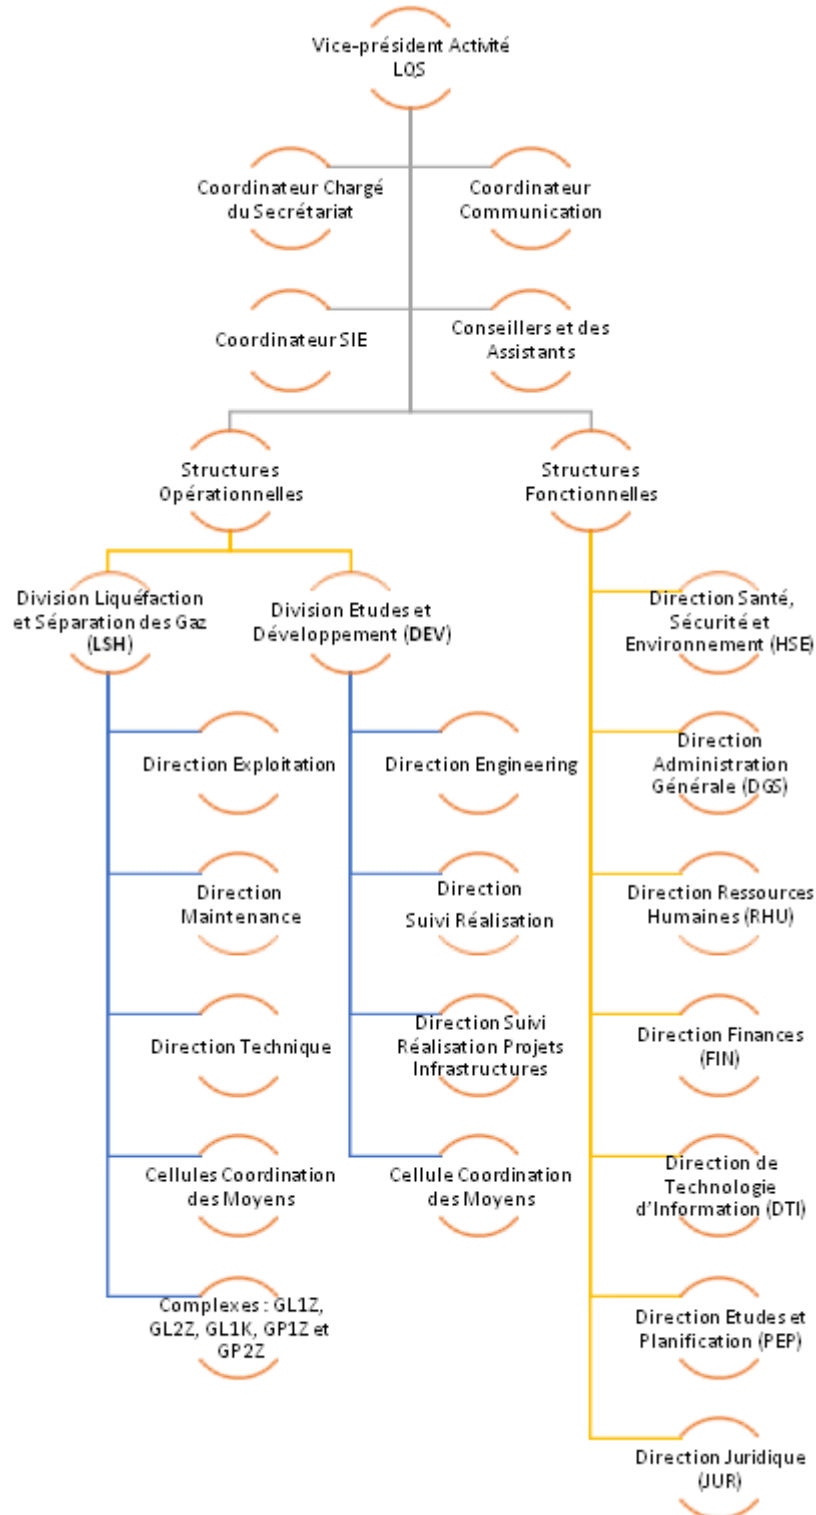 Vice-président Activité
LQS
Coordinateur Chargé
du Secrétariat
Coordinateur
Communication
Coordinateur SIE
Conseillers et des
Assistants
Structures
Opérationnelles
Structures
Fonctionnelles
Division Liquéfaction
et Séparation des Gaz
(LSH)
Division Etudes et
Développement (DEV)
Direction Exploitation
Direction
Maintenance
Direction Technique
Cellules Coordination
des Moyens
Complexes : GL1Z,
GL2Z, GL1K, GP1Z et
GP2Z
Direction Engineering
Direction
Suivi Réalisation
Direction Suivi
Réalisation Projets
Infrastructures
Cellule Coordination
des Moyens
Direction Santé,
Sécurité et
Environnement (HSE)
Direction
Administration
Générale (DGS)
Direction Ressources
Humaines (RHU)
Direction Finances
(FIN)
Direction de
Technologie
d'Information (DTI)
Direction Etudes et
Planification (PEP)
Direction Juridique
(JUR)